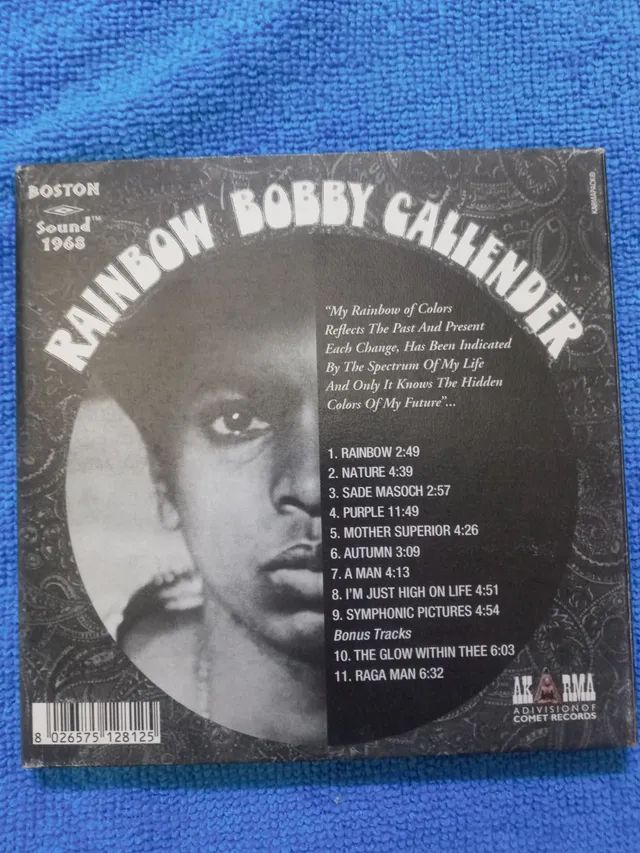 BOSTON
Sound™
1968
RAINBOW BOBBY CALLENDER
"My Rainbow of Colors
Reflects The Past And Present
Each Change, Has Been Indicated
By The Spectrum Of My Life
And Only It Knows The Hidden
Colors Of My Future"...
1. RAINBOW 2:49
2. NATURE 4:39
3. SADE MASOCH 2:57
4. PURPLE 11:49
5. MOTHER SUPERIOR 4:26
6. AUTUMN 3:09
7. A MAN 4:13
8. I'M JUST HIGH ON LIFE 4:51
9. SYMPHONIC PICTURES 4:54
Bonus Tracks
10. THE GLOW WITHIN THEE 6:03
11. RAGA MAN 6:32
AKARMA
A DIVISION OF
COMET RECORDS
8 026575 128125